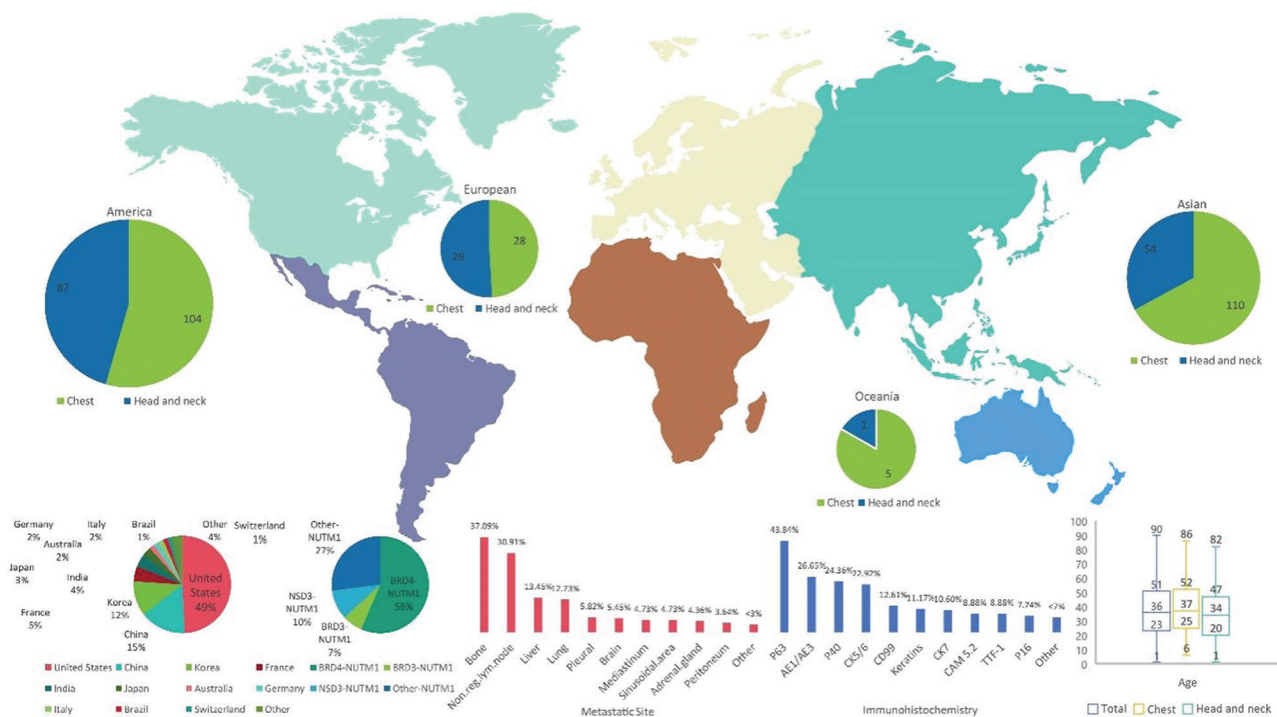 America
87
104
Chest Head and neck
European
29
28
Chest Head and neck
Asian
54
110
Chest Head and neck
Oceania
1
5
Chest Head and neck
Germany
2%
Italy
2%
Brazil
1%
Other
4%
Switzerland
1%
Australia
2%
Japan
3%
India
4%
France
5%
Korea
12%
China
15%
United
States
49%
United States China Korea France
India Japan Australia Germany
Italy Brazil Switzerland Other
Other-
NUTM1
27%
BRD4-
NUTM1
56%
NSD3-
NUTM1
10%
BRD3-
NUTM1
7%
BRD4-NUTM1 BRD3-NUTM1
NSD3-NUTM1 Other-NUTM1
37.09%
30.91%
13.45%
12.73%
5.82%
5.45%
4.73%
4.73%
4.36%
3.64%
<3%
Bone
Non.reg.lym.node
Liver
Lung
Pleural
Brain
Mediastinum
Sinusoidal.area
Adrenal.gland
Peritoneum
Other
Metastatic Site
43.84%
26.65%
24.36%
22.92%
12.61%
11.17%
10.60%
8.88%
8.88%
7.74%
<7%
P63
AE1/AE3
P40
CK5/6
CD99
Keratins
CK7
CAM 5.2
TTF-1
P16
Other
Immunohistochemistry
100
90
80
70
60
50
40
30
20
10
0
90
51
36
23
1
86
52
37
25
6
82
47
34
20
1
Age
Total Chest Head and neck